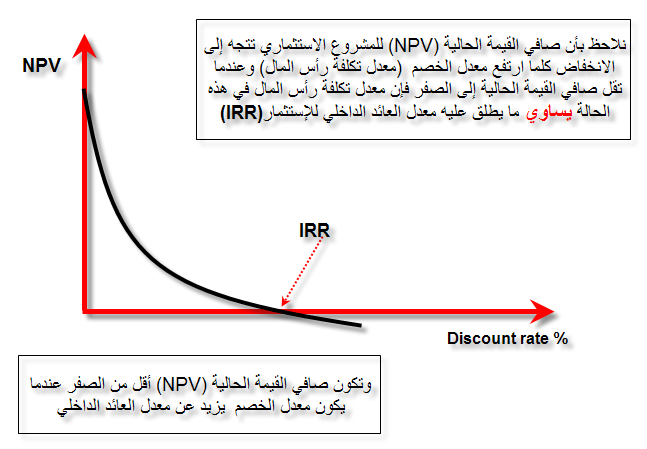 نلاحظ بأن صافي القيمة الحالية (NPV) للمشروع الاستثماري تتجه إلى
الانخفاض كلما ارتفع معدل الخصم (معدل تكلفة رأس المال) وعندما
تقل صافي القيمة الحالية إلى الصفر فإن معدل تكلفة رأس المال في هذه
الحالة يساوي ما يطلق عليه معدل العائد الداخلي للإستثمار(IRR)
NPV
IRR
Discount rate %
وتكون صافي القيمة الحالية (NPV) أقل من الصفر عندما
يكون معدل الخصم يزيد عن معدل العائد الداخلي